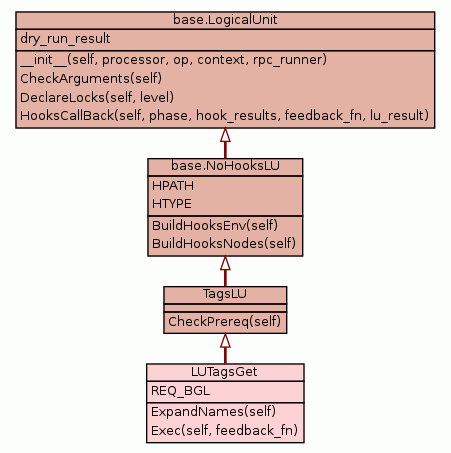 base.LogicalUnit
dry_run_result
__init__(self, processor, op, context, rpc_runner)
CheckArguments(self)
DeclareLocks(self, level)
HooksCallBack(self, phase, hook_results, feedback_fn, lu_result)
base.NoHooksLU
HPATH
HTYPE
BuildHooksEnv(self)
BuildHooksNodes(self)
TagsLU
CheckPrereq(self)
LUTagsGet
REQ_BGL
ExpandNames(self)
Exec(self, feedback_fn)